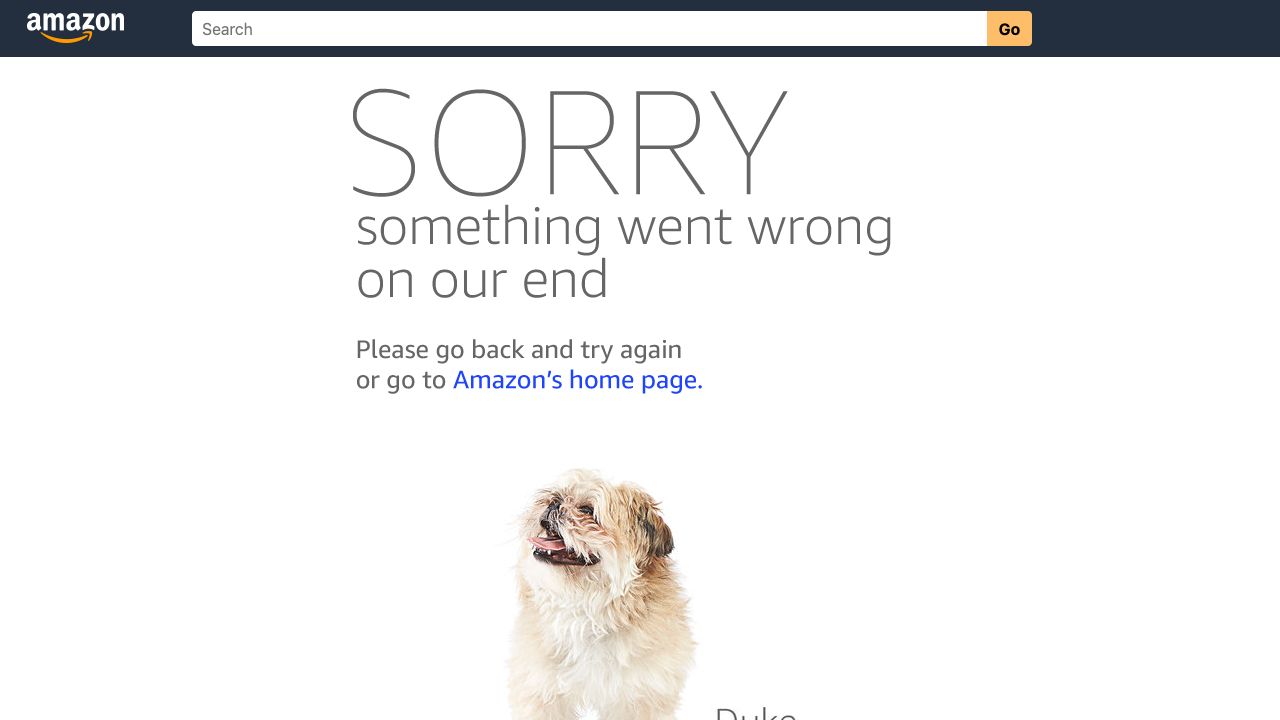 amazon
Search
Go
SORRY
something went wrong
on our end
Please go back and try again
or go to Amazon’s home page.
Duke